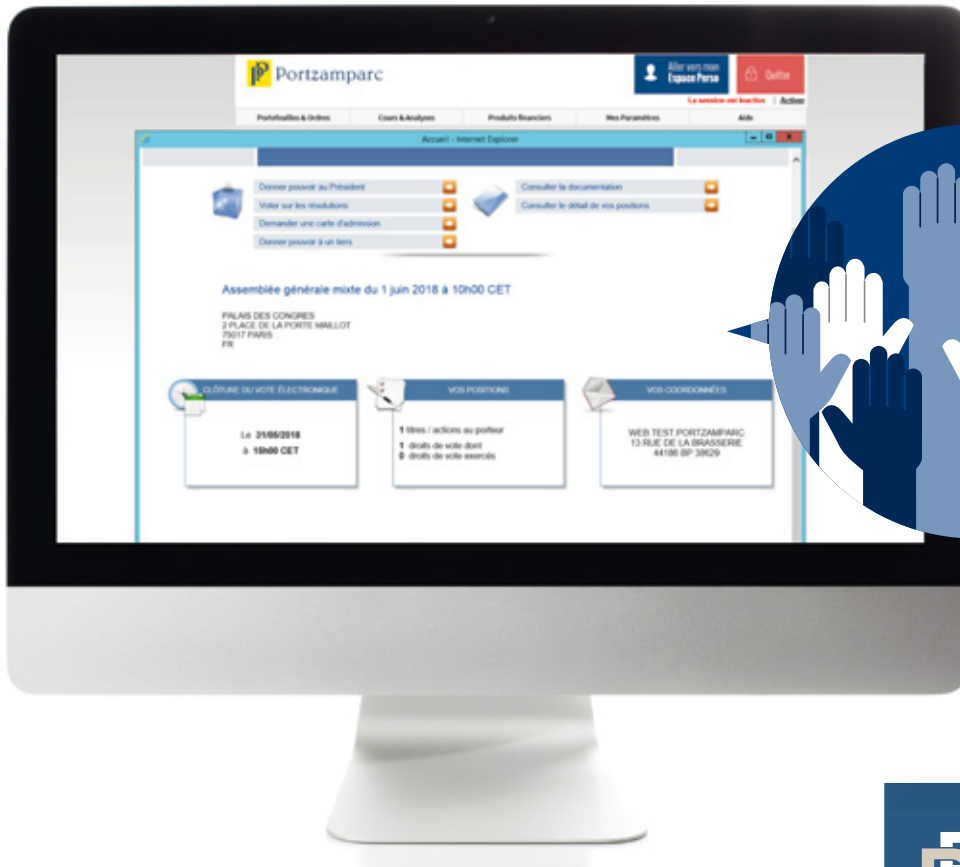 Portzamparc
Aller vers mon
Espace Perso
Quitter
La session est inactive | Activer
Portefeuilles & Ordres
Cours & Analyses
Produits financiers
Mes Paramètres
Aide
Accueil - Internet Explorer
Donner pouvoir au Président
Voter sur les résolutions
Demander une carte d'admission
Donner pouvoir à un tiers
Consulter la documentation
Consulter le détail de vos positions
Assemblée générale mixte du 1 juin 2018 à 10h00 CET
PALAIS DES CONGRES
2 PLACE DE LA PORTE MAILLOT
75017 PARIS
FR
CLÔTURE DU VOTE ÉLECTRONIQUE
Le 31/05/2018
à 15h00 CET
VOS POSITIONS
1 titres / actions au porteur
1 droits de vote dont
0 droits de vote exercés
VOS COORDONNÉES
WEB TEST PORTZAMPARC
13 RUE DE LA BRASSERIE
44186 BP 38629